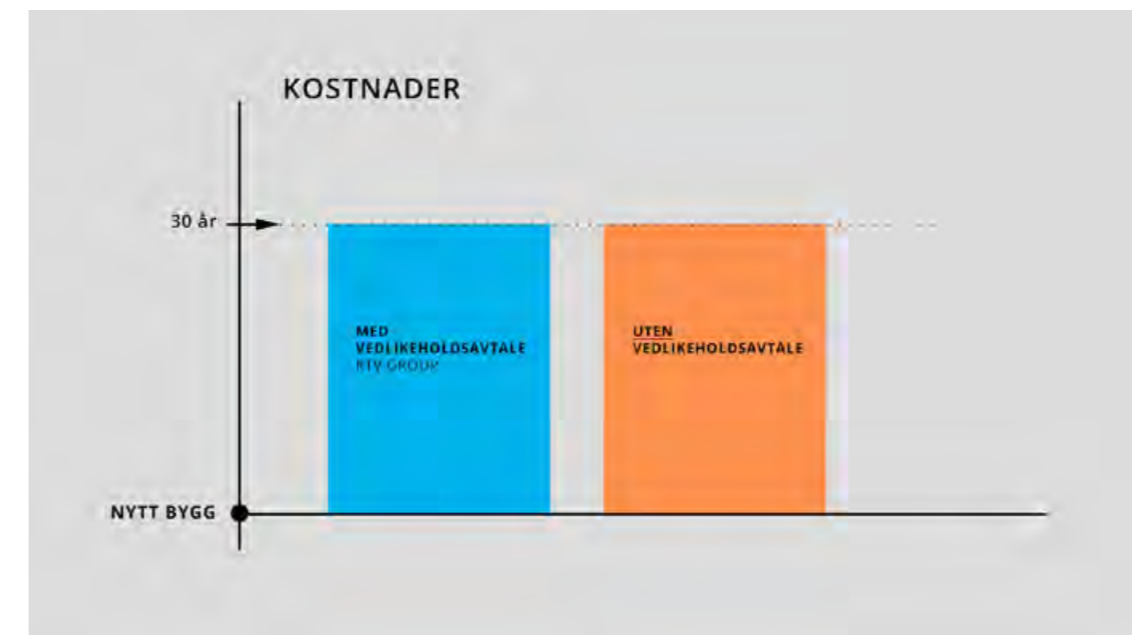 KOSTNADER
30 år
MED
VEDLIKEHOLDSAVTALE
RTV GROUP
UTEN
VEDLIKEHOLDSAVTALE
NYTT BYGG